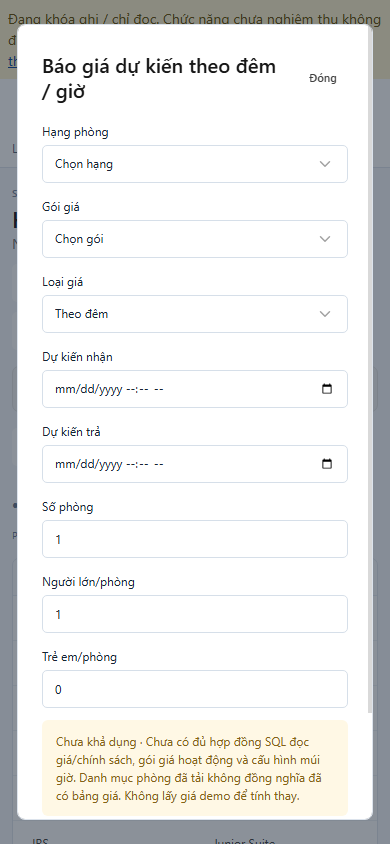 Đang khóa ghi / chỉ đọc. Chức năng chưa nghiệm thu không
Báo giá dự kiến theo đêm
/ giờ
Đóng
Hạng phòng
Chọn hạng
Gói giá
Chọn gói
Loại giá
Theo đêm
Dự kiến nhận
mm/dd/yyyy --:-- --
Dự kiến trả
mm/dd/yyyy --:-- --
Số phòng
1
Người lớn/phòng
1
Trẻ em/phòng
0
Chưa khả dụng · Chưa có đủ hợp đồng SQL đọc
giá/chính sách, gói giá hoạt động và cấu hình múi
giờ. Danh mục phòng đã tải không đồng nghĩa đã
có bảng giá. Không lấy giá demo để tính thay.
JRS
Junior Suite